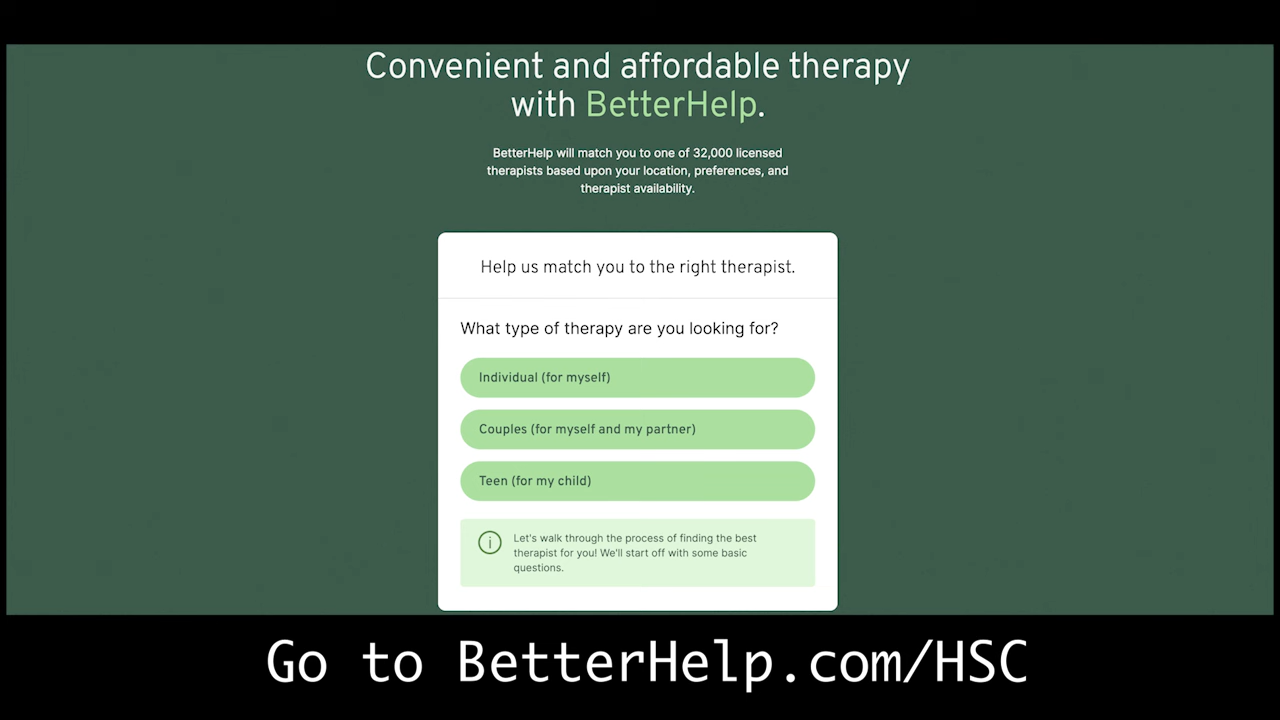 Convenient and affordable therapy
with BetterHelp.
BetterHelp will match you to one of 32,000 licensed
therapists based upon your location, preferences, and
therapist availability.
Help us match you to the right therapist.
What type of therapy are you looking for?
Individual (for myself)
Couples (for myself and my partner)
Teen (for my child)
Let's walk through the process of finding the best
therapist for you! We'll start off with some basic
questions.
Go to BetterHelp.com/HSC